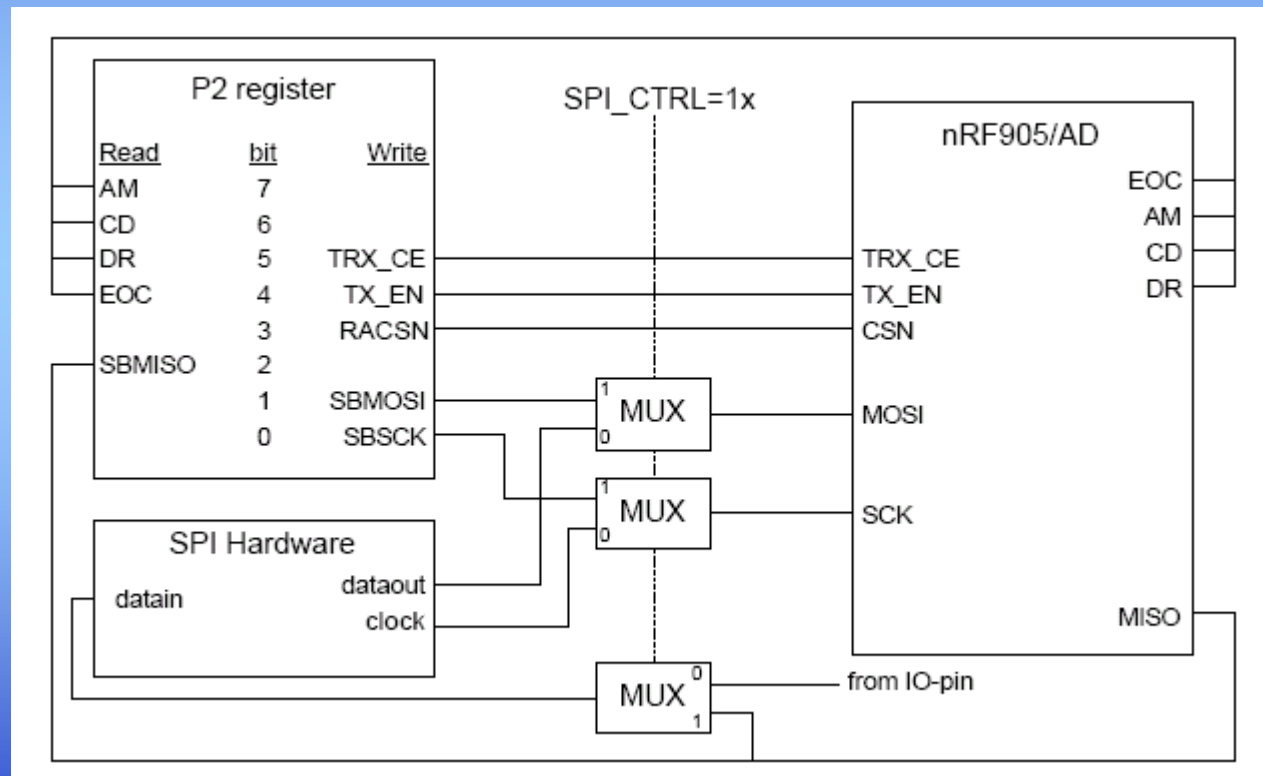 P2 register
Read bit Write
AM 7
CD 6
DR 5 TRX_CE
EOC 4 TX_EN
3 RACSN
SBMISO 2
1 SBMOSI
0 SBSCK
SPI_CTRL=1x
nRF905/AD
EOC
AM
TRX_CE CD
TX_EN DR
CSN
MOSI
SCK
MISO
1
MUX
0
1
MUX
0
SPI Hardware
dataout
datain
clock
0
MUX
1
from IO-pin